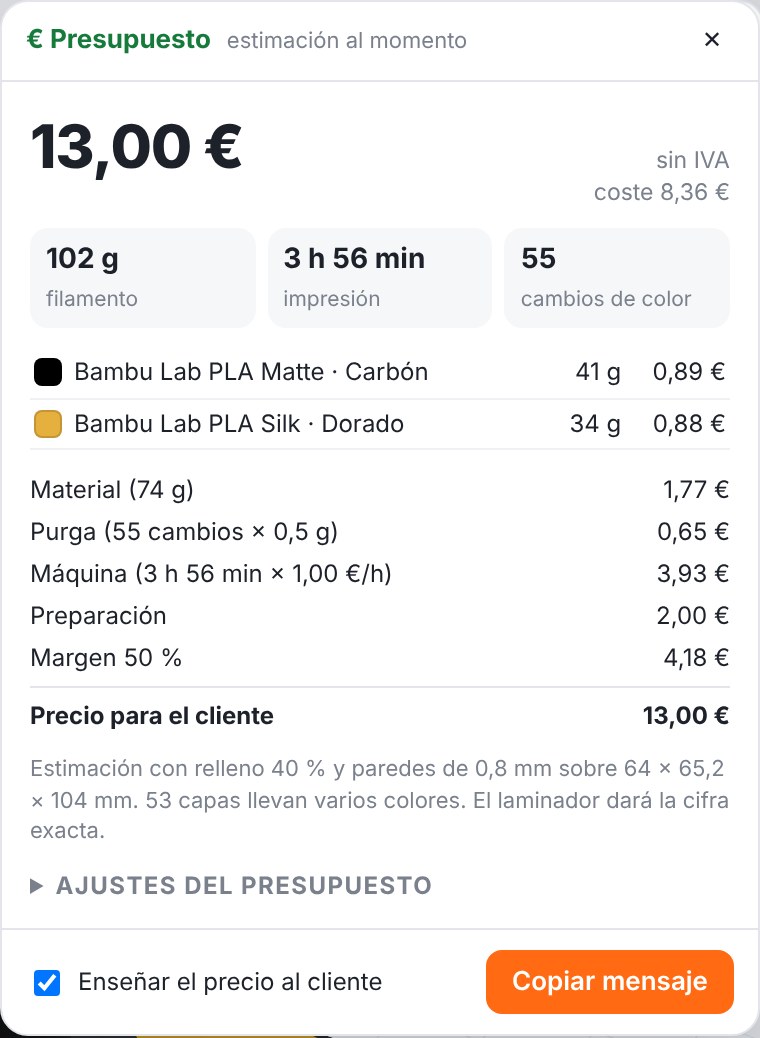 € Presupuesto estimación al momento ✕
13,00 €
sin IVA
coste 8,36 €
102 g
filamento
3 h 56 min
impresión
55
cambios de color
Bambu Lab PLA Matte · Carbón 41 g 0,89 €
Bambu Lab PLA Silk · Dorado 34 g 0,88 €
Material (74 g) 1,77 €
Purga (55 cambios × 0,5 g) 0,65 €
Máquina (3 h 56 min × 1,00 €/h) 3,93 €
Preparación 2,00 €
Margen 50 % 4,18 €
Precio para el cliente 13,00 €
Estimación con relleno 40 % y paredes de 0,8 mm sobre 64 × 65,2
× 104 mm. 53 capas llevan varios colores. El laminador dará la cifra
exacta.
▶ AJUSTES DEL PRESUPUESTO
Enseñar el precio al cliente
Copiar mensaje